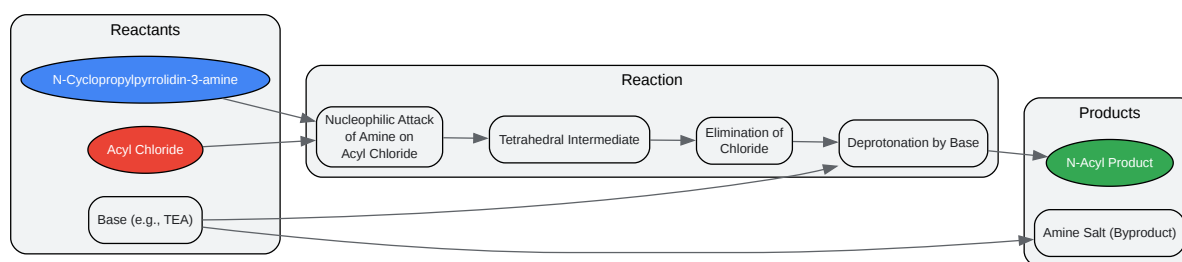 Reactants
N-Cyclopropylpyrrolidin-3-amine
Acyl Chloride
Base (e.g., TEA)
Reaction
Nucleophilic Attack
of Amine on
Acyl Chloride
Tetrahedral Intermediate
Elimination of
Chloride
Deprotonation by Base
Products
N-Acyl Product
Amine Salt (Byproduct)